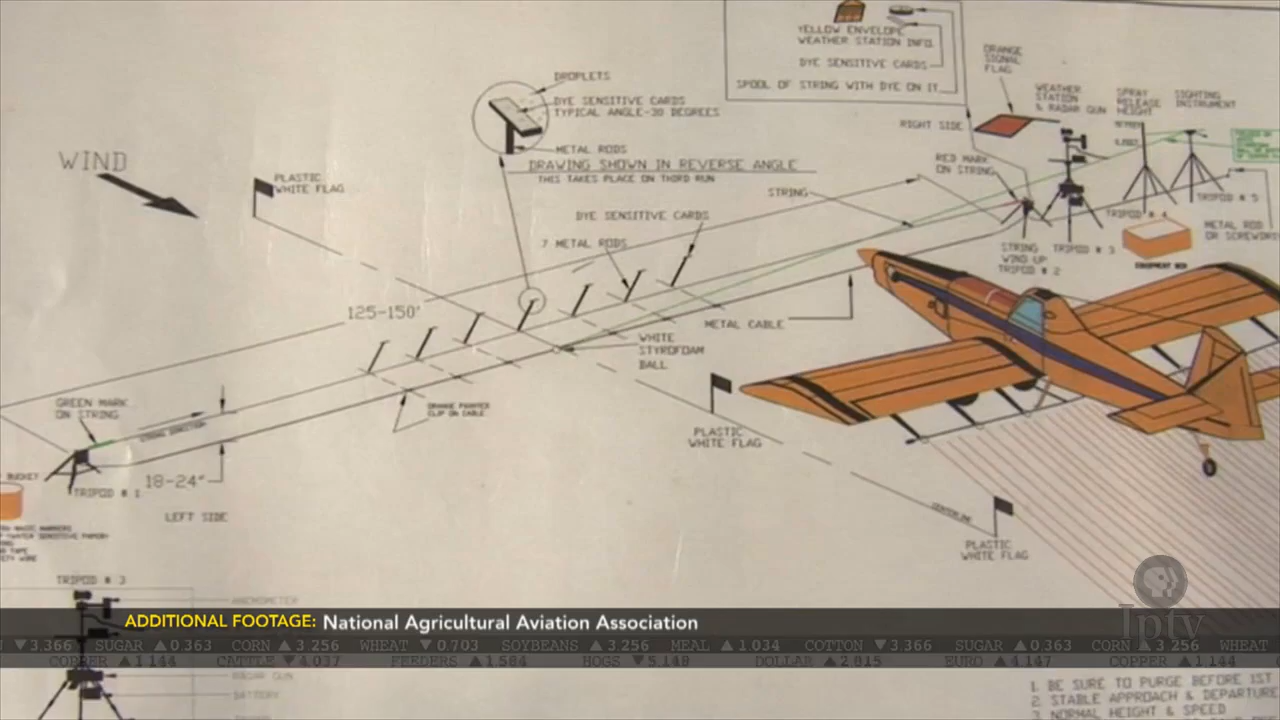 YELLOW ENVELOPE
WEATHER STATION INFO.
DYE SENSITIVE CARDS
SPOOL OF STRING WITH DYE ON IT
ORANGE
SIGNAL
FLAG
RIGHT SIDE
WEATHER
STATION
& RADAR GUN
SPRAY
RELEASE
HEIGHT
SIGHTING
INSTRUMENT
DROPLETS
DYE SENSITIVE CARDS
TYPICAL ANGLE-30 DEGREES
METAL RODS
DRAWING SHOWN IN REVERSE ANGLE
THIS TAKES PLACE ON THIRD RUN
WIND
PLASTIC
WHITE FLAG
RED MARK
ON STRING
STRING
DYE SENSITIVE CARDS
7 METAL RODS
TRIPOD # 5
TRIPOD # 4
METAL ROD
TRIPOD # 3
STRING
WIND UP
TRIPOD # 2
EQUIPMENT BOX
125-150'
METAL CABLE
WHITE
STYROFOAM
BALL
GREEN MARK
ON STRING
STRING DIRECTION
CLIP ON CABLE
PLASTIC
WHITE FLAG
18-24"
BUCKET
TRIPOD # 1
LEFT SIDE
CENTERLINE
PLASTIC
WHITE FLAG
TRIPOD # 3
ANEMOMETER
ADDITIONAL FOOTAGE: National Agricultural Aviation Association
Iptv
▼3.366 SUGAR ▲0.363 CORN ▲3.256 WHEAT ▼0.703 SOYBEANS ▲3.256 MEAL ▲1.034 COTTON ▼3.366 SUGAR ▲0.363 CORN ▲3.256 WHEAT
COPPER ▲1.144 CATTLE ▼4.037 FEEDERS ▲1.584 HOGS ▼5.148 DOLLAR ▲2.815 EURO ▲4.147 COPPER ▲1.144
RADAR GUN
BATTERY
1. BE SURE TO PURGE BEFORE 1ST
2. STABLE APPROACH & DEPARTURE
3. NORMAL HEIGHT & SPEED